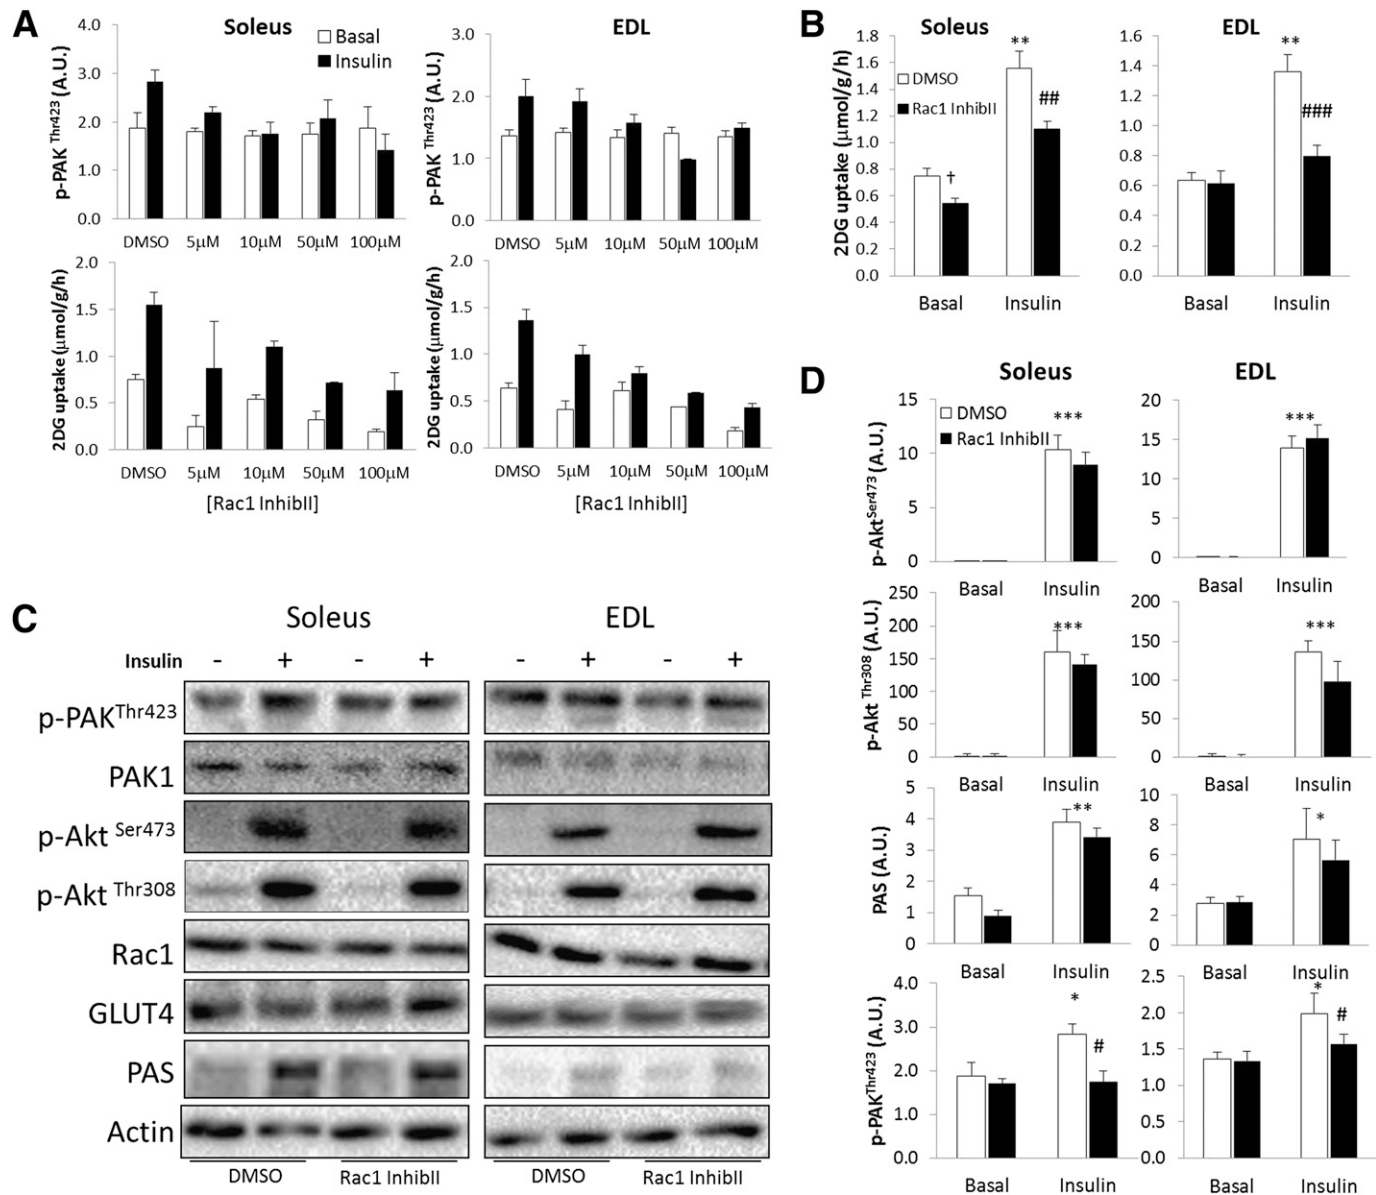 A
Soleus
EDL
Basal
Insulin
p-PAK Thr423 (A.U.)
4.0
3.0
2.0
1.0
0.0
DMSO 5μM 10μM 50μM 100μM
p-PAK Thr423 (A.U.)
3.0
2.0
1.0
0.0
DMSO 5μM 10μM 50μM 100μM
2DG uptake (μmol/g/h)
2.0
1.5
1.0
0.5
0.0
DMSO 5μM 10μM 50μM 100μM
[Rac1 InhibII]
2DG uptake (μmol/g/h)
2.0
1.5
1.0
0.5
0.0
DMSO 5μM 10μM 50μM 100μM
[Rac1 InhibII]
B
Soleus
EDL
2DG uptake (μmol/g/h)
1.8
1.6
1.4
1.2
1.0
0.8
0.6
0.4
0.2
0.0
DMSO
Rac1 InhibII
†
**
##
Basal Insulin
1.6
1.4
1.2
1.0
0.8
0.6
0.4
0.2
0.0
**
###
Basal Insulin
C
Soleus EDL
Insulin - + - + - + - +
p-PAK Thr423
PAK1
p-Akt Ser473
p-Akt Thr308
Rac1
GLUT4
PAS
Actin
DMSO Rac1 InhibII DMSO Rac1 InhibII
D
Soleus
EDL
p-Akt Ser473 (A.U.)
15
10
5
0
DMSO
Rac1 InhibII
***
Basal Insulin
20
15
10
5
0
***
Basal Insulin
p-Akt Thr308 (A.U.)
250
200
150
100
50
0
***
Basal Insulin
200
150
100
50
0
***
Basal Insulin
PAS (A.U.)
5
4
3
2
1
0
**
Basal Insulin
10
8
6
4
2
0
*
Basal Insulin
p-PAK Thr423 (A.U.)
4.0
3.0
2.0
1.0
0.0
*
#
Basal Insulin
2.5
2.0
1.5
1.0
0.5
0.0
*
#
Basal Insulin